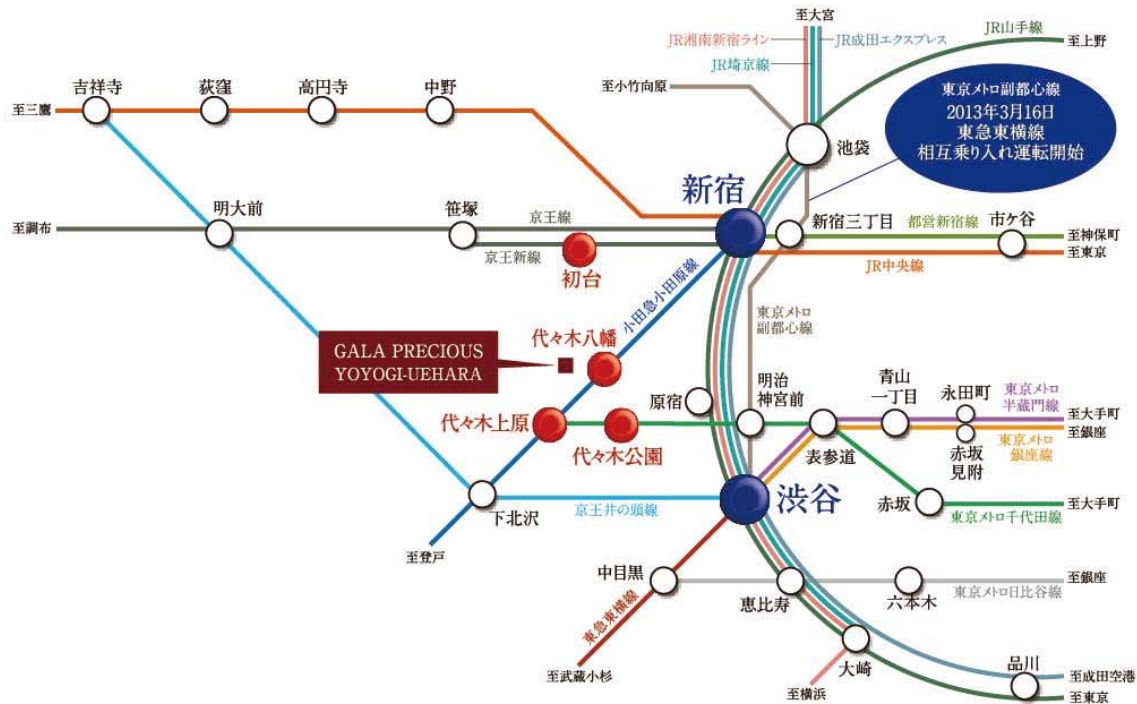 至大宮
JR湘南新宿ライン
JR成田エクスプレス
JR埼京線
JR山手線
至上野
至小竹向原
東京メトロ副都心線
2013年3月16日
東急東横線
相互乗り入れ運転開始
吉祥寺
荻窪
高円寺
中野
至三鷹
池袋
新宿
明大前
笹塚
京王線
新宿三丁目
都営新宿線
市ヶ谷
至調布
至神保町
京王新線
初台
JR中央線
至東京
小田急小田原線
東京メトロ
副都心線
代々木八幡
GALA PRECIOUS
YOYOGI-UEHARA
原宿
明治
神宮前
青山
一丁目
永田町
東京メトロ
半蔵門線
至大手町
至銀座
代々木上原
代々木公園
表参道
赤坂
見附
東京メトロ
銀座線
渋谷
下北沢
京王井の頭線
赤坂
至大手町
東京メトロ千代田線
至登戸
中目黒
恵比寿
六本木
至銀座
東京メトロ日比谷線
東急東横線
大崎
品川
至武蔵小杉
至横浜
至成田空港
至東京